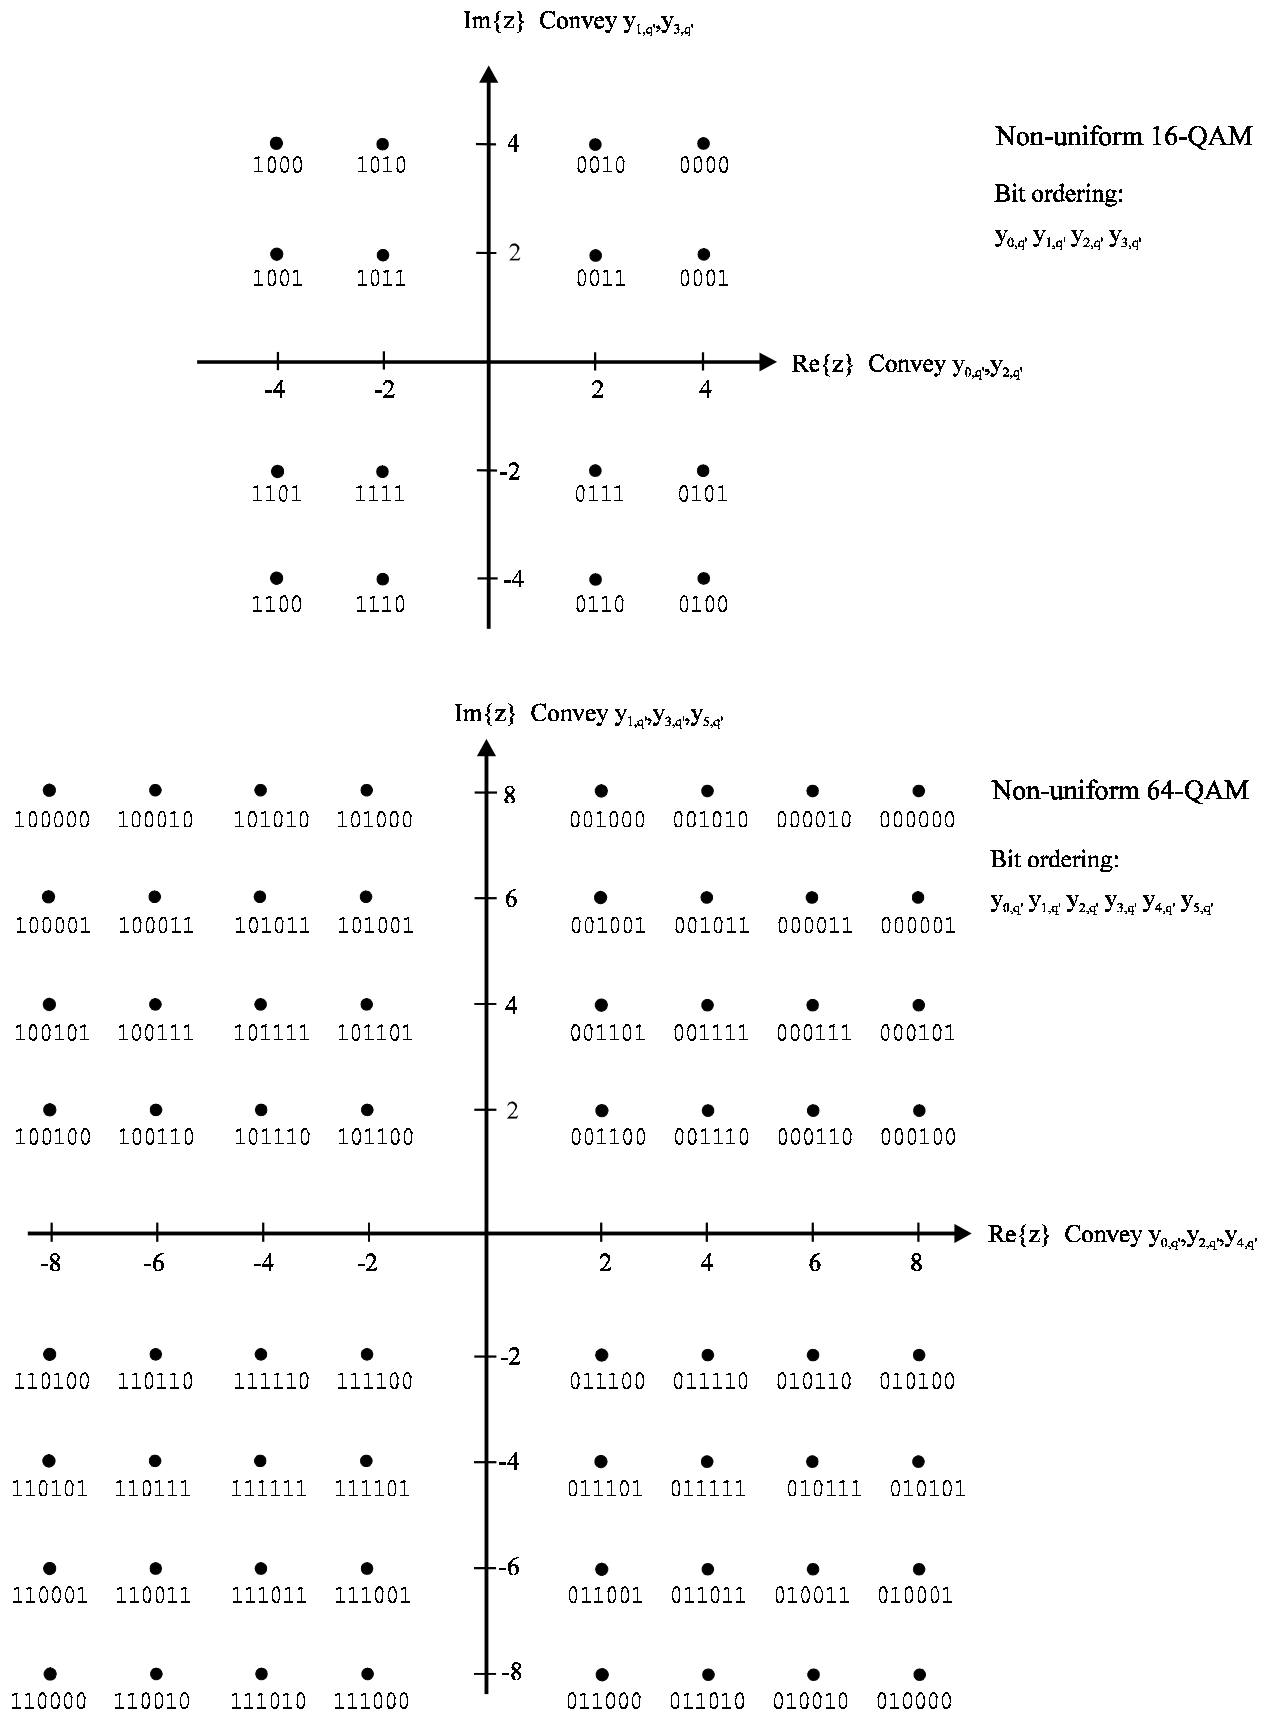 Im{z} Convey y1,q',y3,q'
4
Non-uniform 16-QAM
1000 1010 0010 0000
Bit ordering:
y0,q' y1,q' y2,q' y3,q'
2
1001 1011 0011 0001
Re{z} Convey y0,q',y2,q'
-4 -2 2 4
-2
1101 1111 0111 0101
-4
1100 1110 0110 0100
Im{z} Convey y1,q',y3,q',y5,q'
8
Non-uniform 64-QAM
100000 100010 101010 101000 001000 001010 000010 000000
Bit ordering:
y0,q' y1,q' y2,q' y3,q' y4,q' y5,q'
6
100001 100011 101011 101001 001001 001011 000011 000001
4
100101 100111 101111 101101 001101 001111 000111 000101
2
100100 100110 101110 101100 001100 001110 000110 000100
Re{z} Convey y0,q',y2,q',y4,q'
-8 -6 -4 -2 2 4 6 8
-2
110100 110110 111110 111100 011100 011110 010110 010100
-4
110101 110111 111111 111101 011101 011111 010111 010101
-6
110001 110011 111011 111001 011001 011011 010011 010001
-8
110000 110010 111010 111000 011000 011010 010010 010000